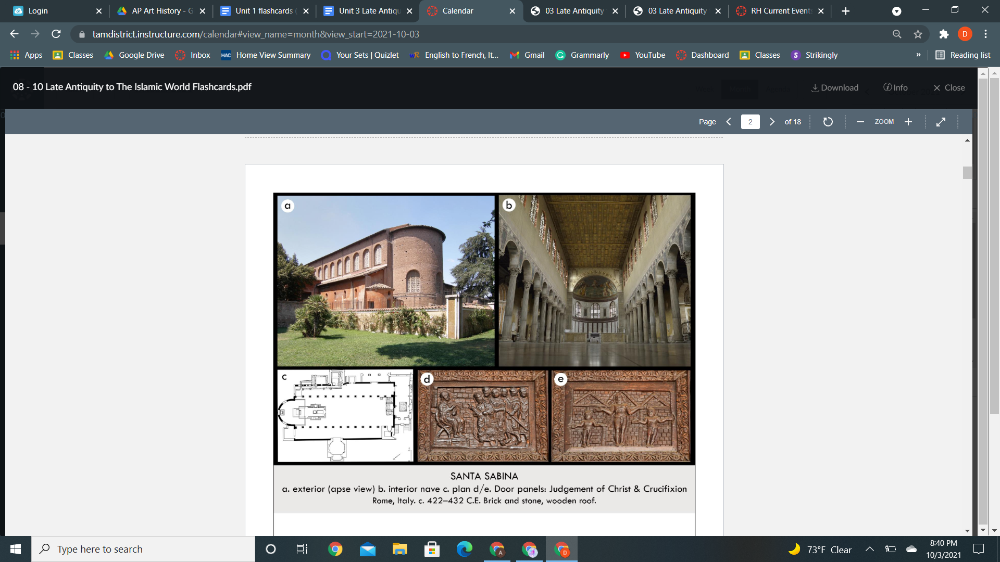 Login
AP Art History - G
Unit 1 flashcards (
Unit 3 Late Antiqu
Calendar
03 Late Antiquity
03 Late Antiquity
RH Current Events
tamdistrict.instructure.com/calendar#view_name=month&view_start=2021-10-03
D
Apps
Classes
Google Drive
Inbox
HAC Home View Summary
Your Sets | Quizlet
wR English to French, It...
Gmail
G Grammarly
YouTube
Dashboard
Classes
S Strikingly
»
Reading list
08 - 10 Late Antiquity to The Islamic World Flashcards.pdf
Download
Info
Close
Page 2 of 18
ZOOM
a
b
c
d
e
SANTA SABINA
a. exterior (apse view) b. interior nave c. plan d/e. Door panels: Judgement of Christ & Crucifixion
Rome, Italy. c. 422–432 C.E. Brick and stone, wooden roof.
Type here to search
A
D
73°F Clear
8:40 PM
10/3/2021